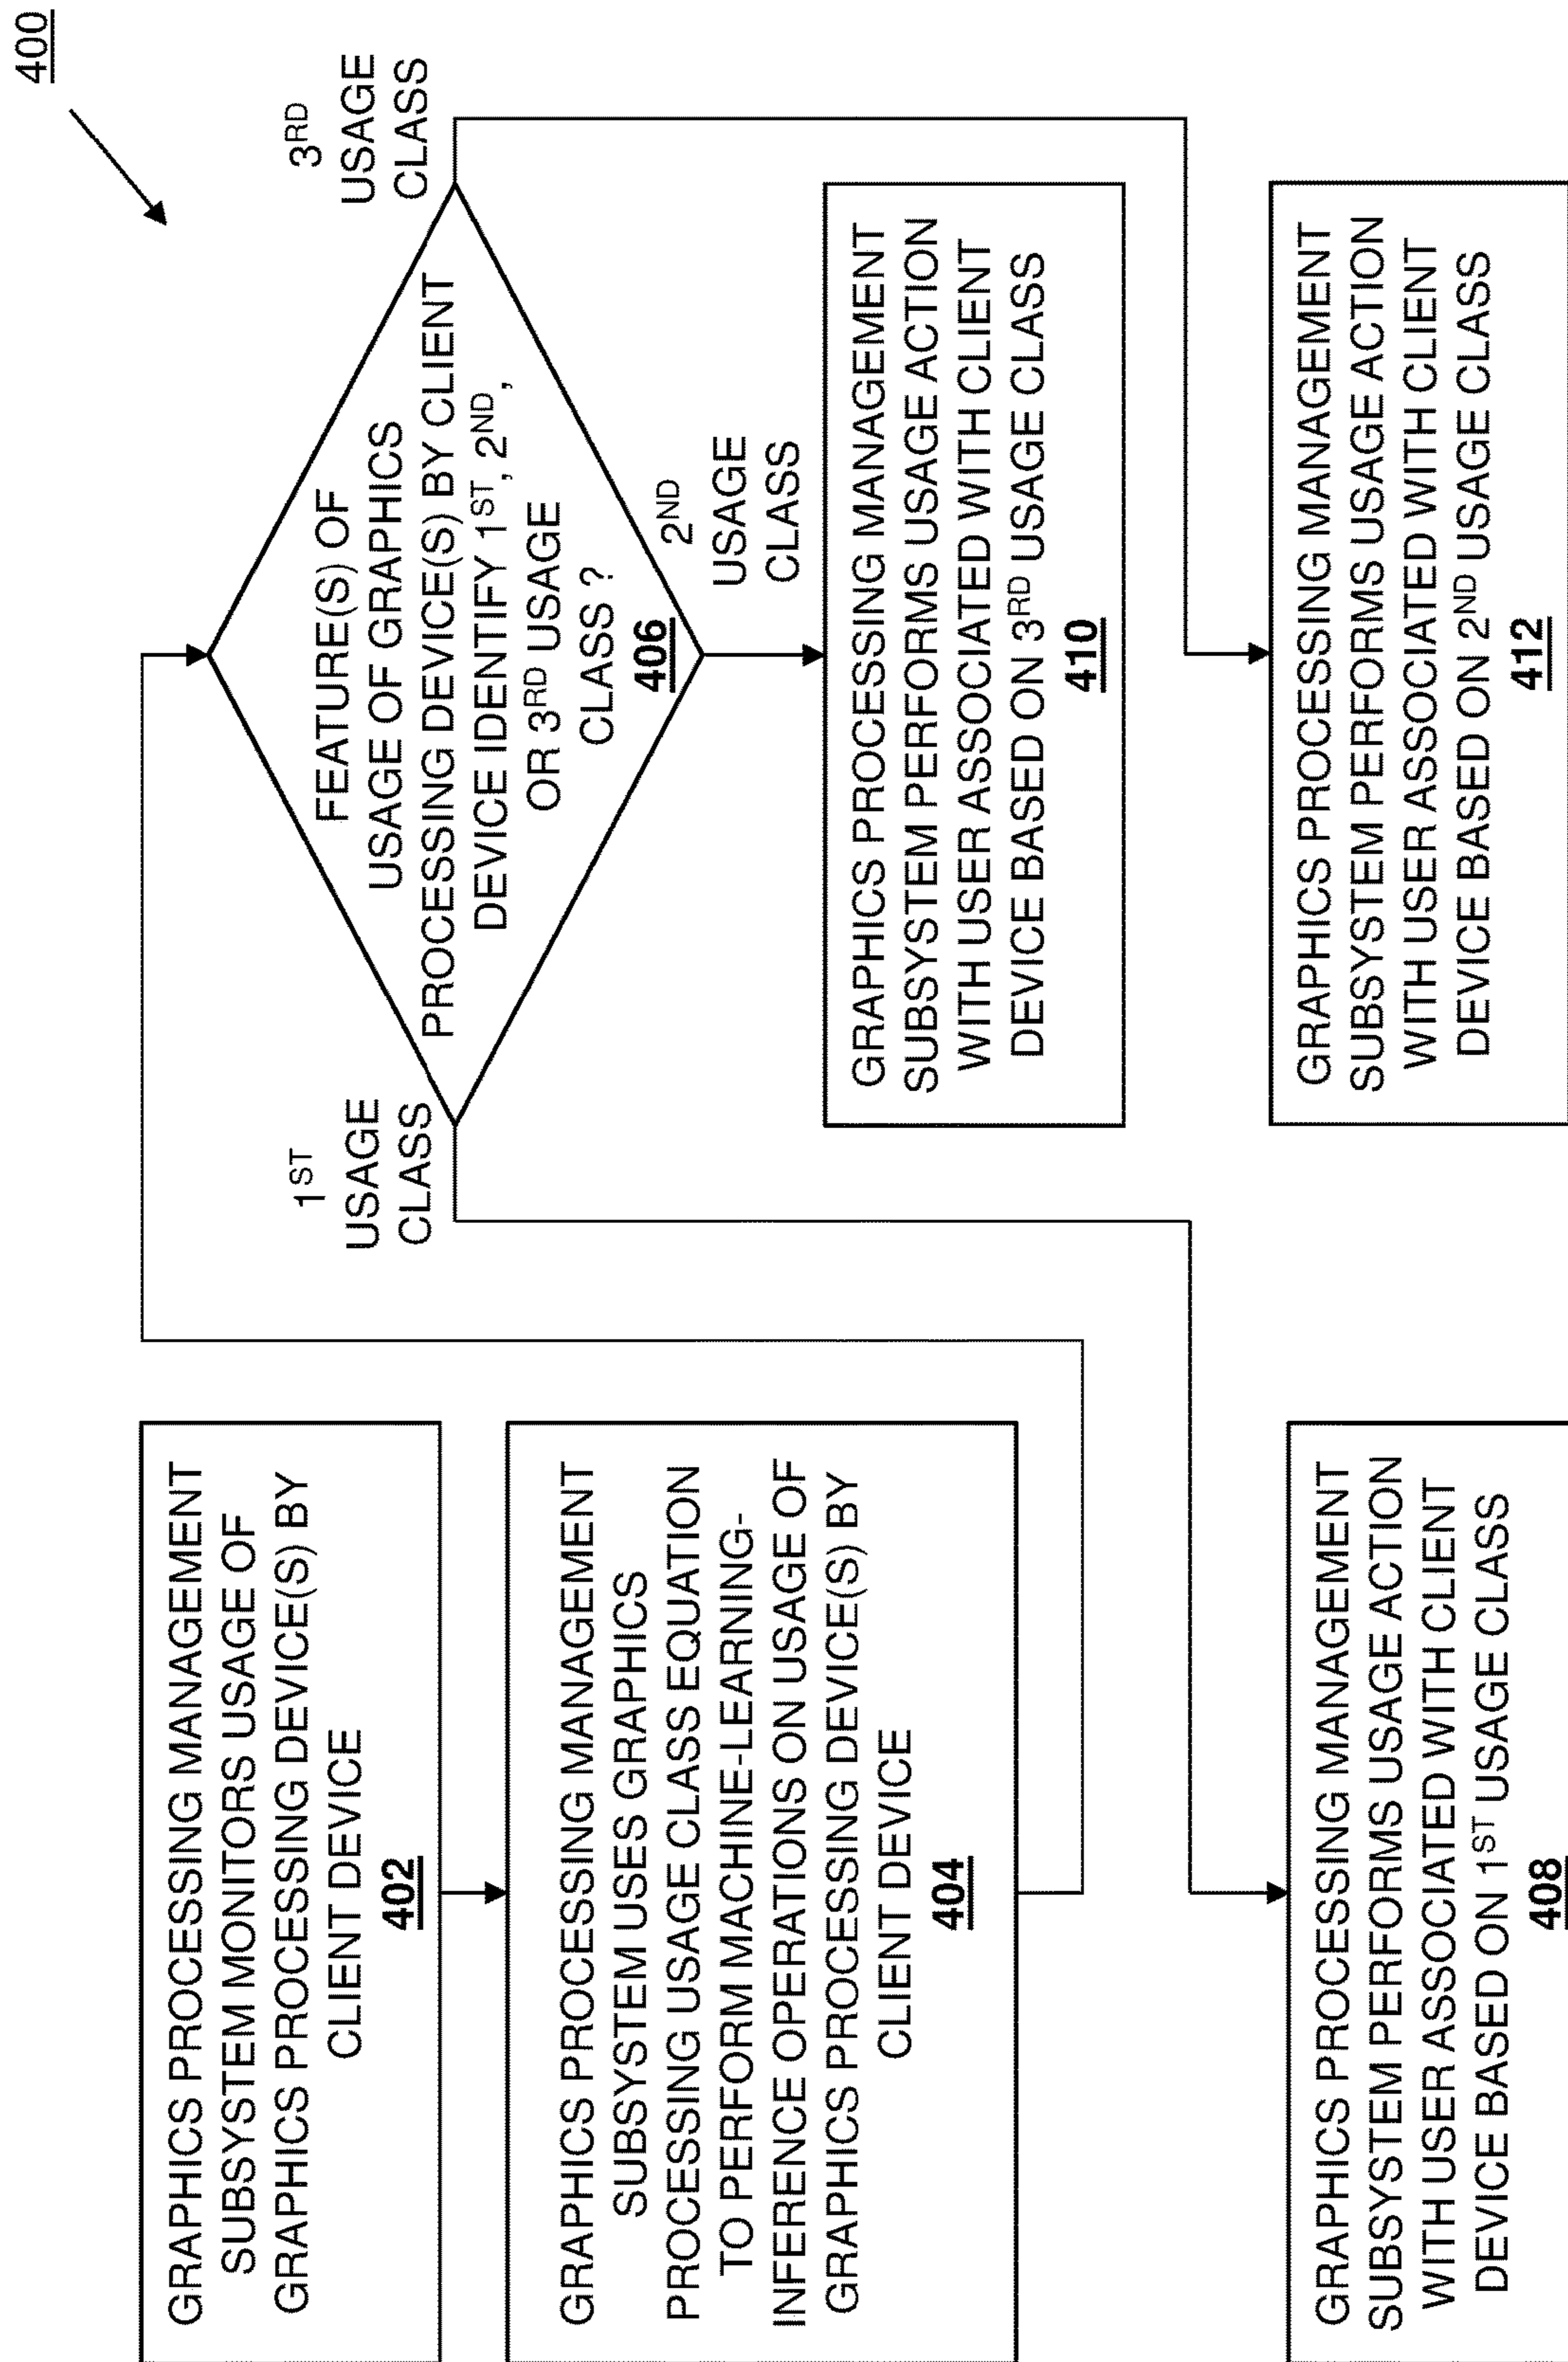 400
GRAPHICS PROCESSING MANAGEMENT
SUBSYSTEM MONITORS USAGE OF
GRAPHICS PROCESSING DEVICE(S) BY
CLIENT DEVICE
402
GRAPHICS PROCESSING MANAGEMENT
SUBSYSTEM USES GRAPHICS
PROCESSING USAGE CLASS EQUATION
TO PERFORM MACHINE-LEARNING-
INFERENCE OPERATIONS ON USAGE OF
GRAPHICS PROCESSING DEVICE(S) BY
CLIENT DEVICE
404
FEATURE(S) OF
USAGE OF GRAPHICS
PROCESSING DEVICE(S) BY CLIENT
DEVICE IDENTIFY 1ST, 2ND,
OR 3RD USAGE
CLASS ?
406
1ST
USAGE
CLASS
2ND
USAGE
CLASS
3RD
USAGE
CLASS
GRAPHICS PROCESSING MANAGEMENT
SUBSYSTEM PERFORMS USAGE ACTION
WITH USER ASSOCIATED WITH CLIENT
DEVICE BASED ON 1ST USAGE CLASS
408
GRAPHICS PROCESSING MANAGEMENT
SUBSYSTEM PERFORMS USAGE ACTION
WITH USER ASSOCIATED WITH CLIENT
DEVICE BASED ON 3RD USAGE CLASS
410
GRAPHICS PROCESSING MANAGEMENT
SUBSYSTEM PERFORMS USAGE ACTION
WITH USER ASSOCIATED WITH CLIENT
DEVICE BASED ON 2ND USAGE CLASS
412